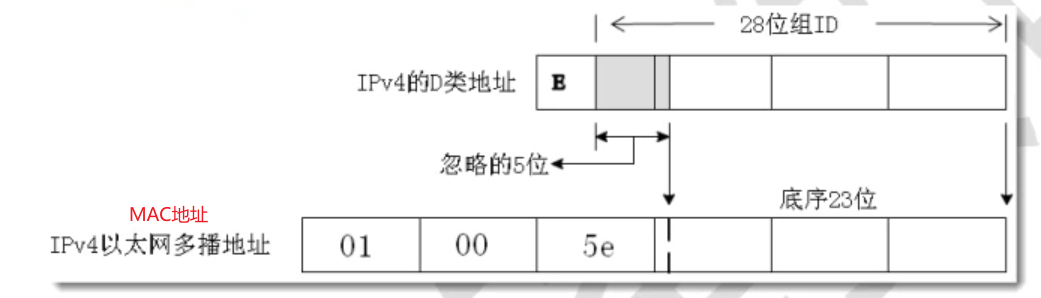 28位组ID
IPv4的D类地址 E
忽略的5位
底序23位
MAC地址
IPv4以太网多播地址 01 00 5e